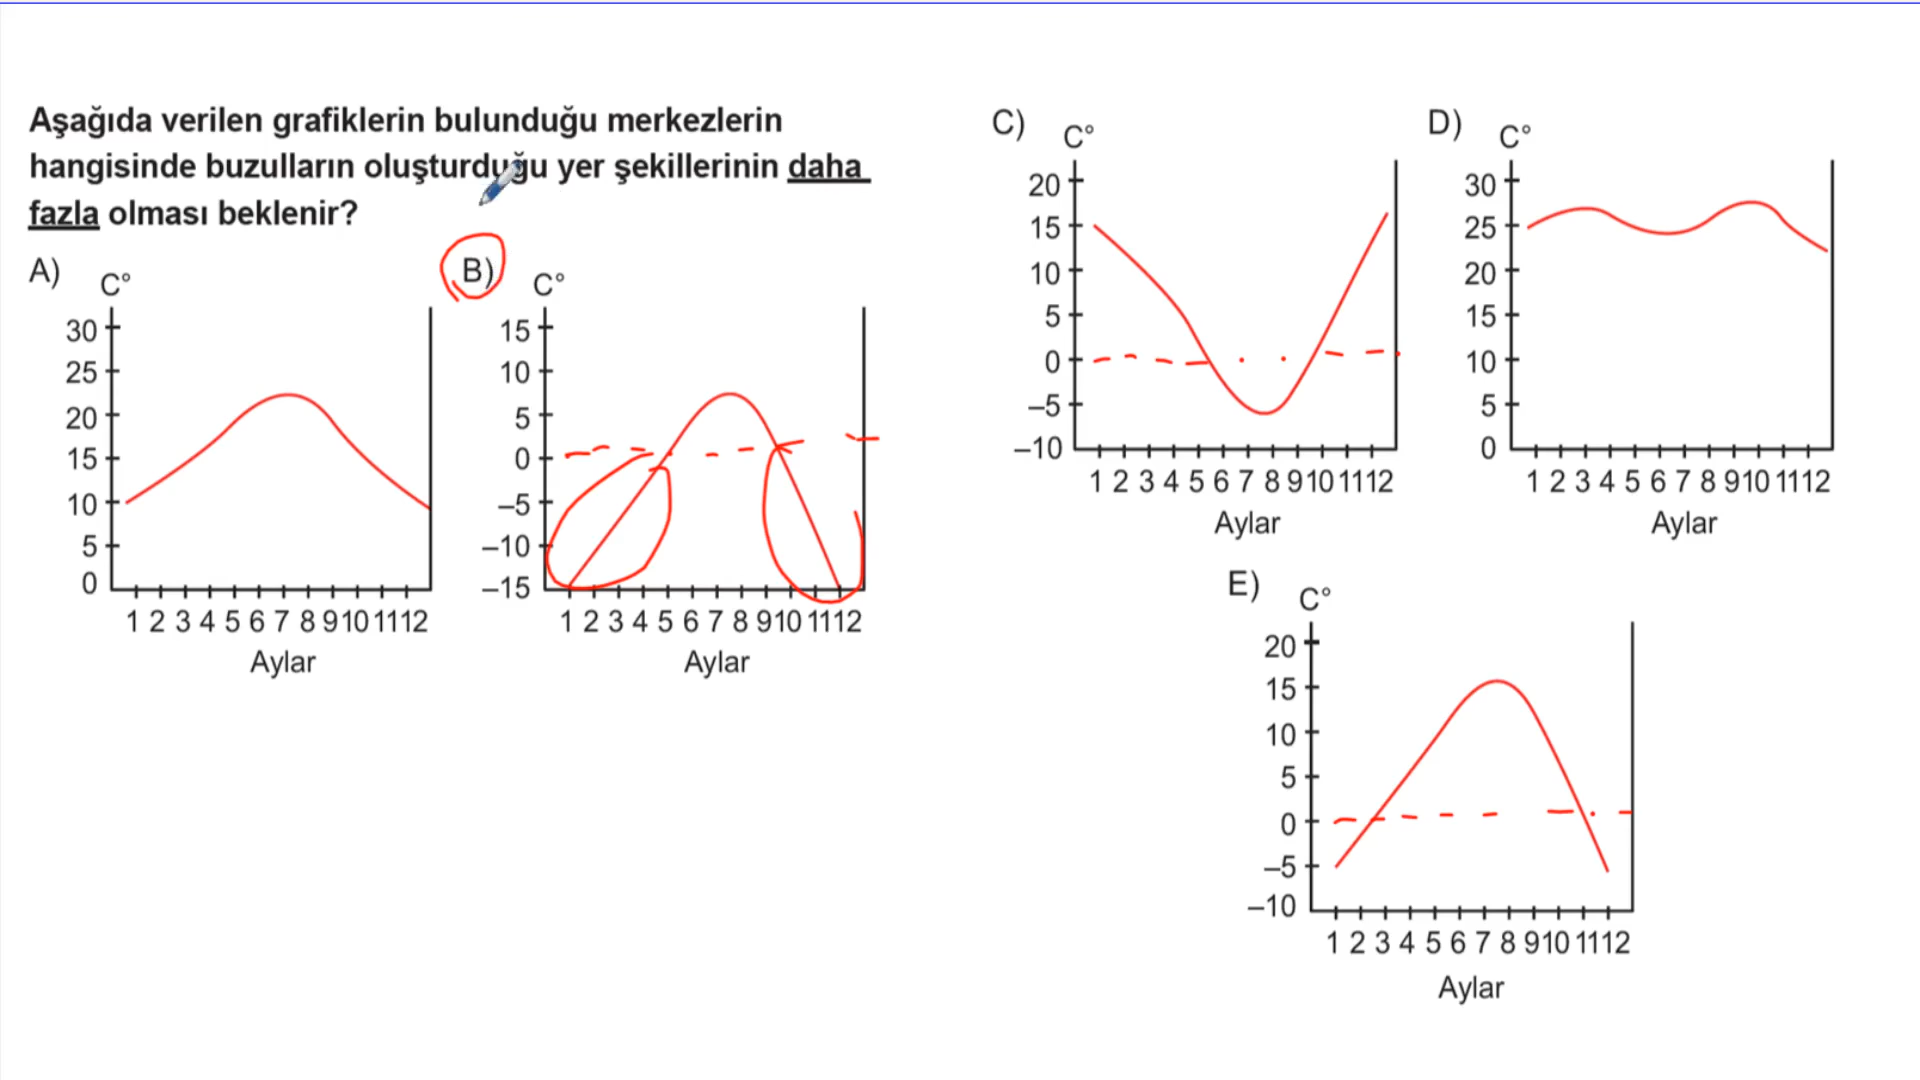 Aşağıda verilen grafiklerin bulunduğu merkezlerin
hangisinde buzulların oluşturduğu yer şekillerinin daha
fazla olması beklenir?
A)
C°
30
25
20
15
10
5
0
1 2 3 4 5 6 7 8 9 10 11 12
Aylar
B)
C°
15
10
5
0
–5
–10
–15
1 2 3 4 5 6 7 8 9 10 11 12
Aylar
C)
C°
20
15
10
5
0
–5
–10
1 2 3 4 5 6 7 8 9 10 11 12
Aylar
D)
C°
30
25
20
15
10
5
0
1 2 3 4 5 6 7 8 9 10 11 12
Aylar
E)
C°
20
15
10
5
0
–5
–10
1 2 3 4 5 6 7 8 9 10 11 12
Aylar